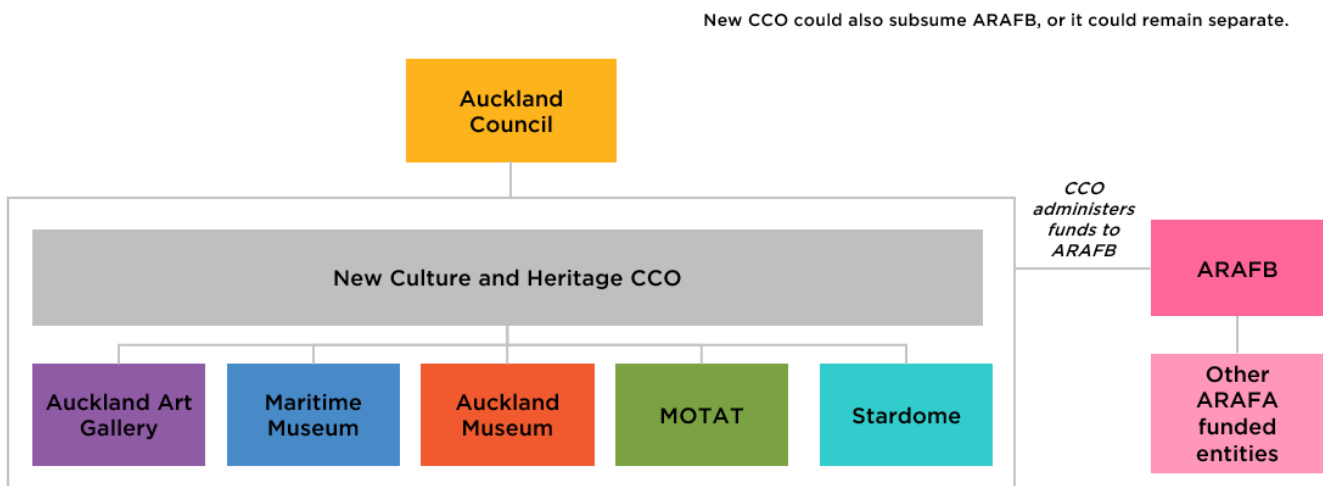 New CCO could also subsume ARAFB, or it could remain separate.
Auckland
Council
CCO
administers
funds to
ARAFB
ARAFB
New Culture and Heritage CCO
Auckland Art
Gallery
Maritime
Museum
Auckland
Museum
MOTAT
Stardome
Other
ARAFA
funded
entities